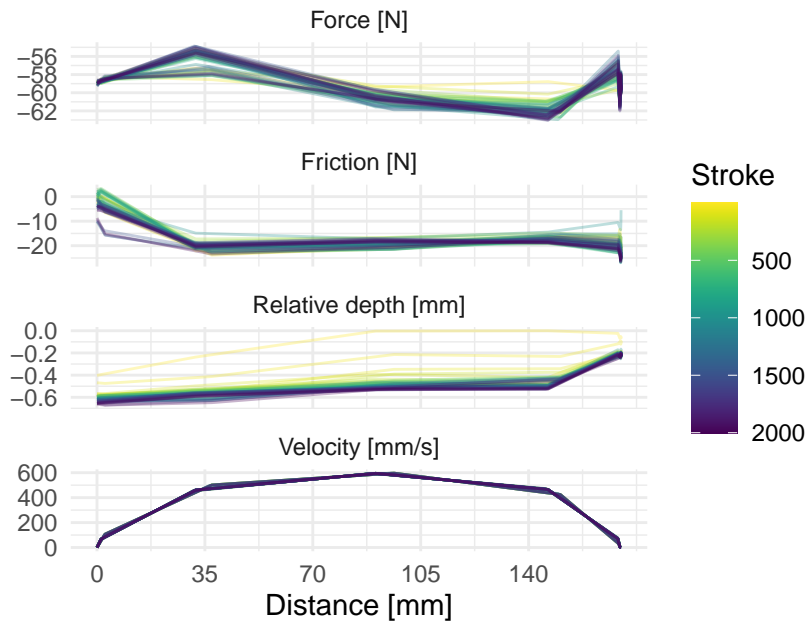 Force [N]
−56
−58
−60
−62
Friction [N]
0
−10
−20
Relative depth [mm]
0.0
−0.2
−0.4
−0.6
Velocity [mm/s]
600
400
200
0
0 35 70 105 140
Distance [mm]
Stroke
500
1000
1500
2000